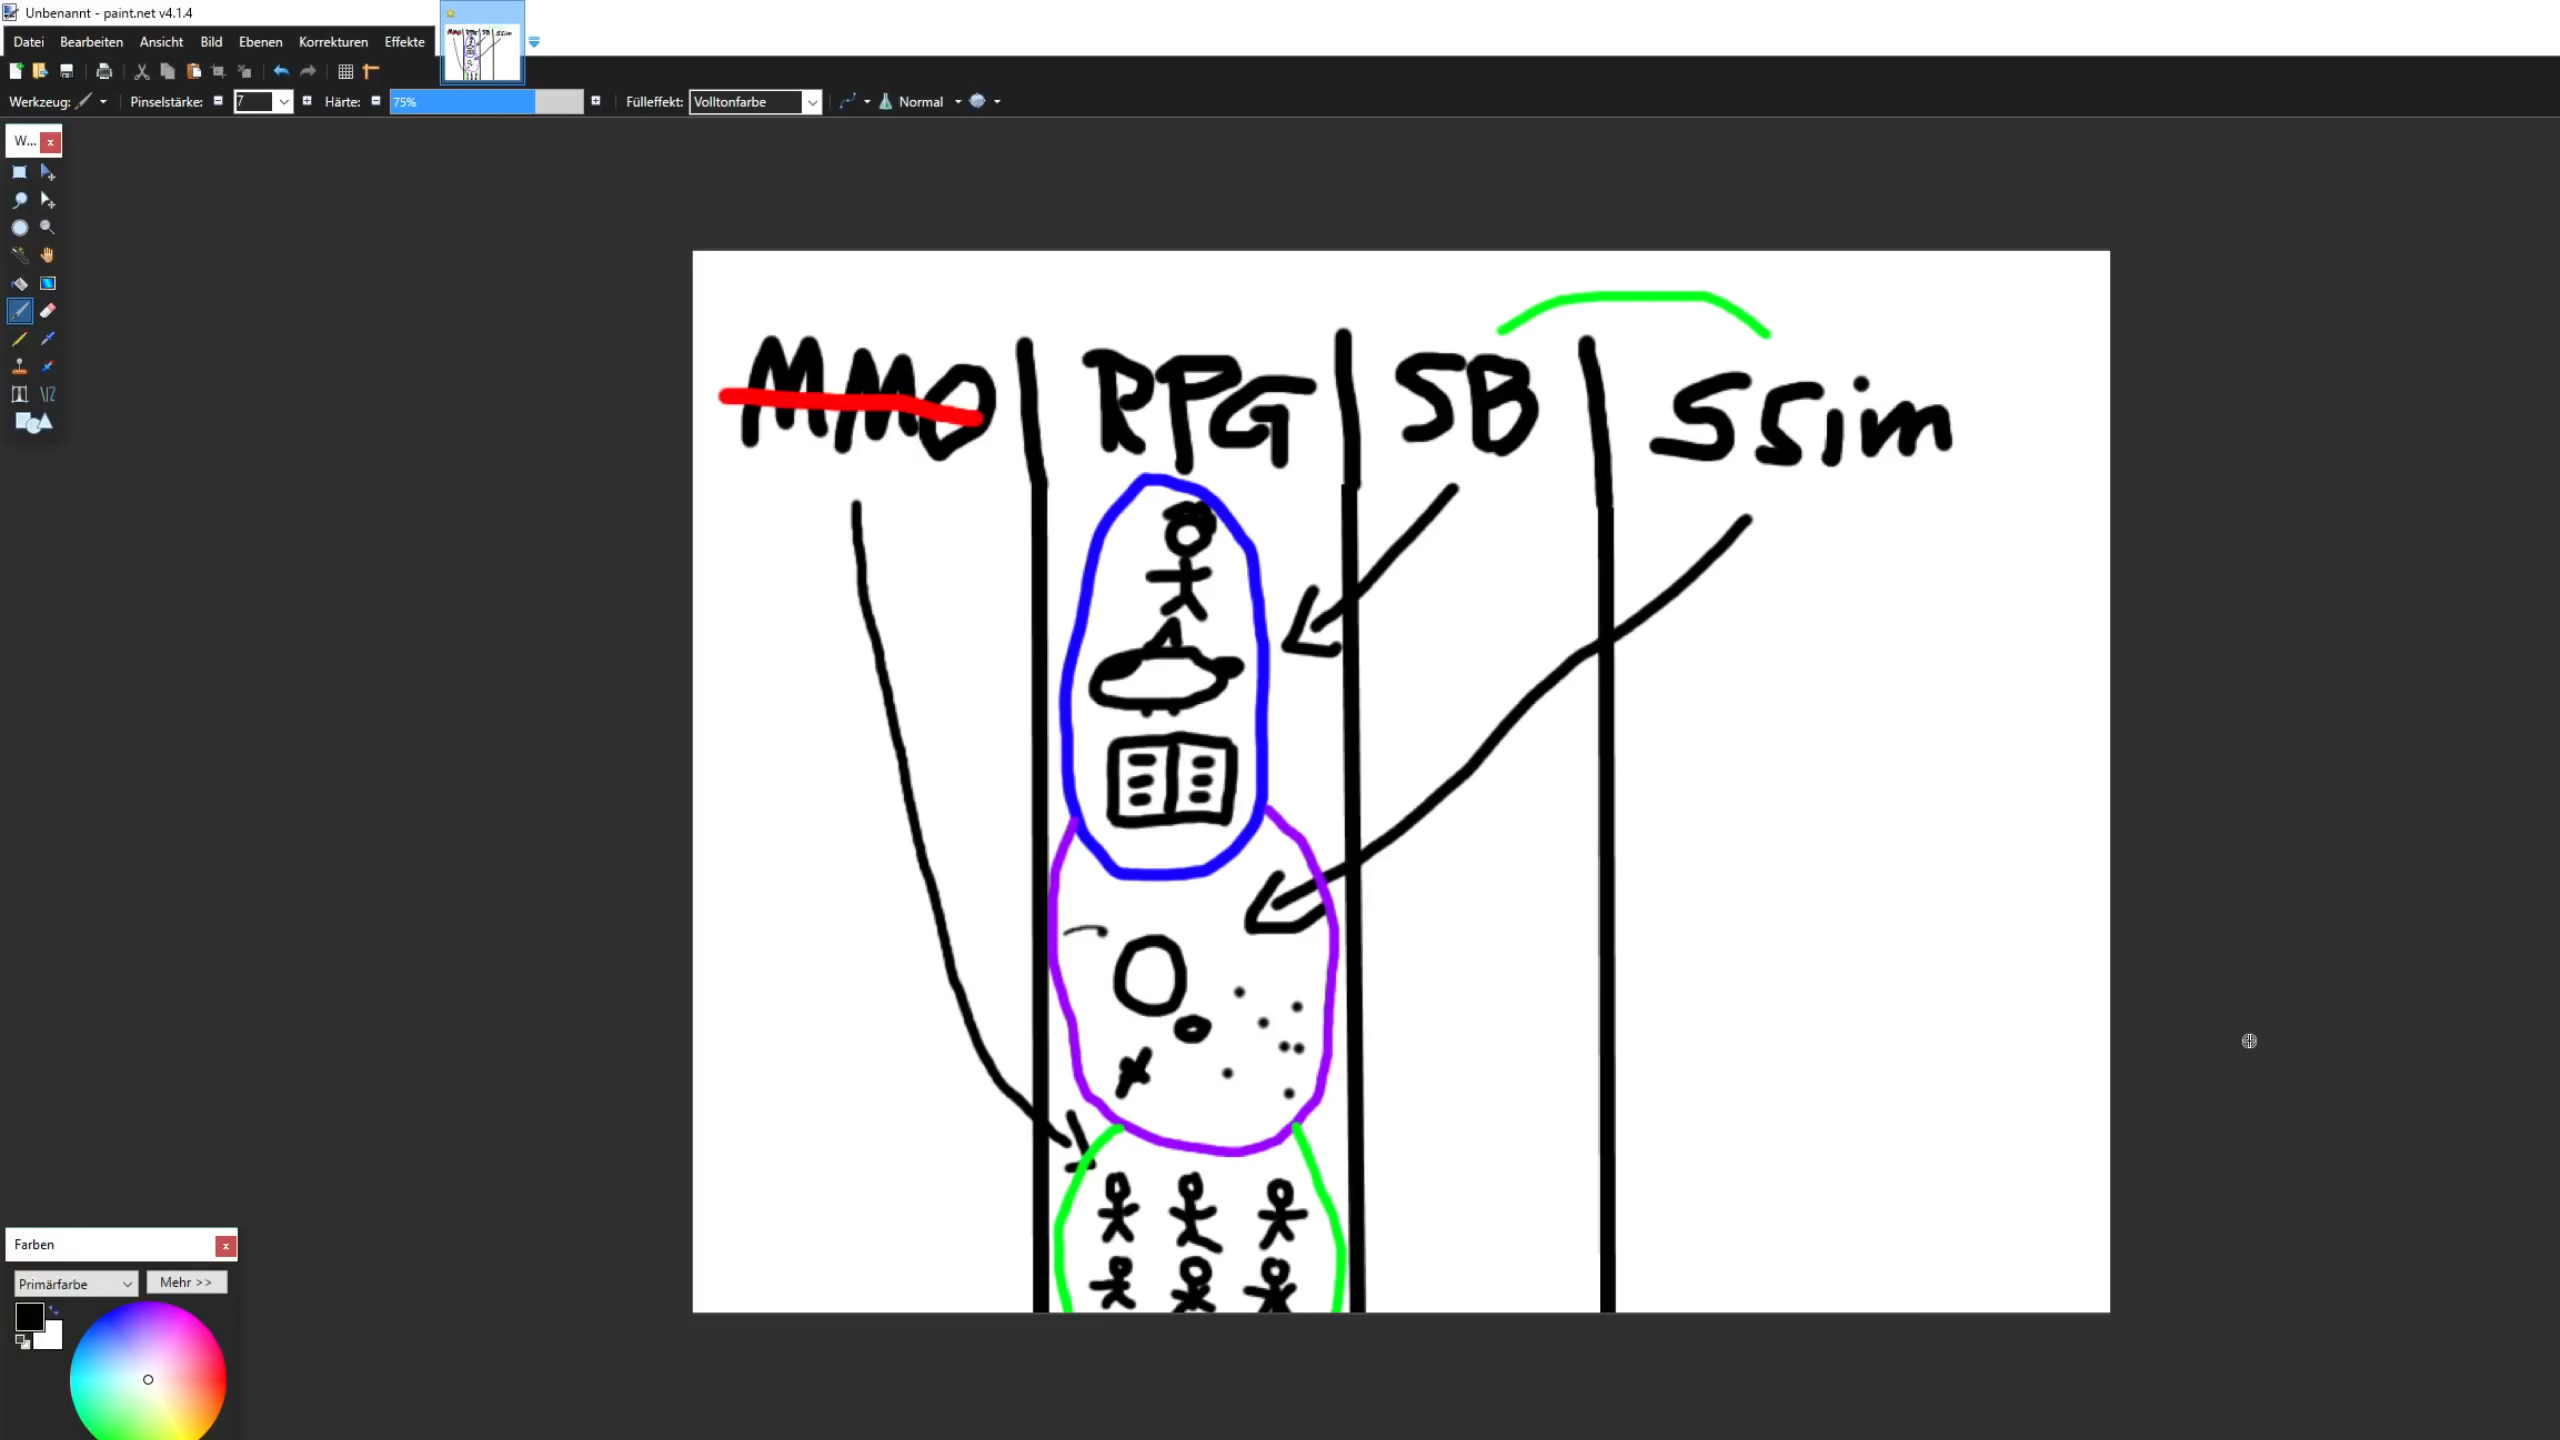 Unbenannt - paint.net v4.1.4
Datei Bearbeiten Ansicht Bild Ebenen Korrekturen Effekte
Werkzeug: Pinselstärke: 7 Härte: 75% Fülleffekt: Volltonfarbe Normal
W...
MMO RPG SB SSim
Farben
Primärfarbe Mehr >>